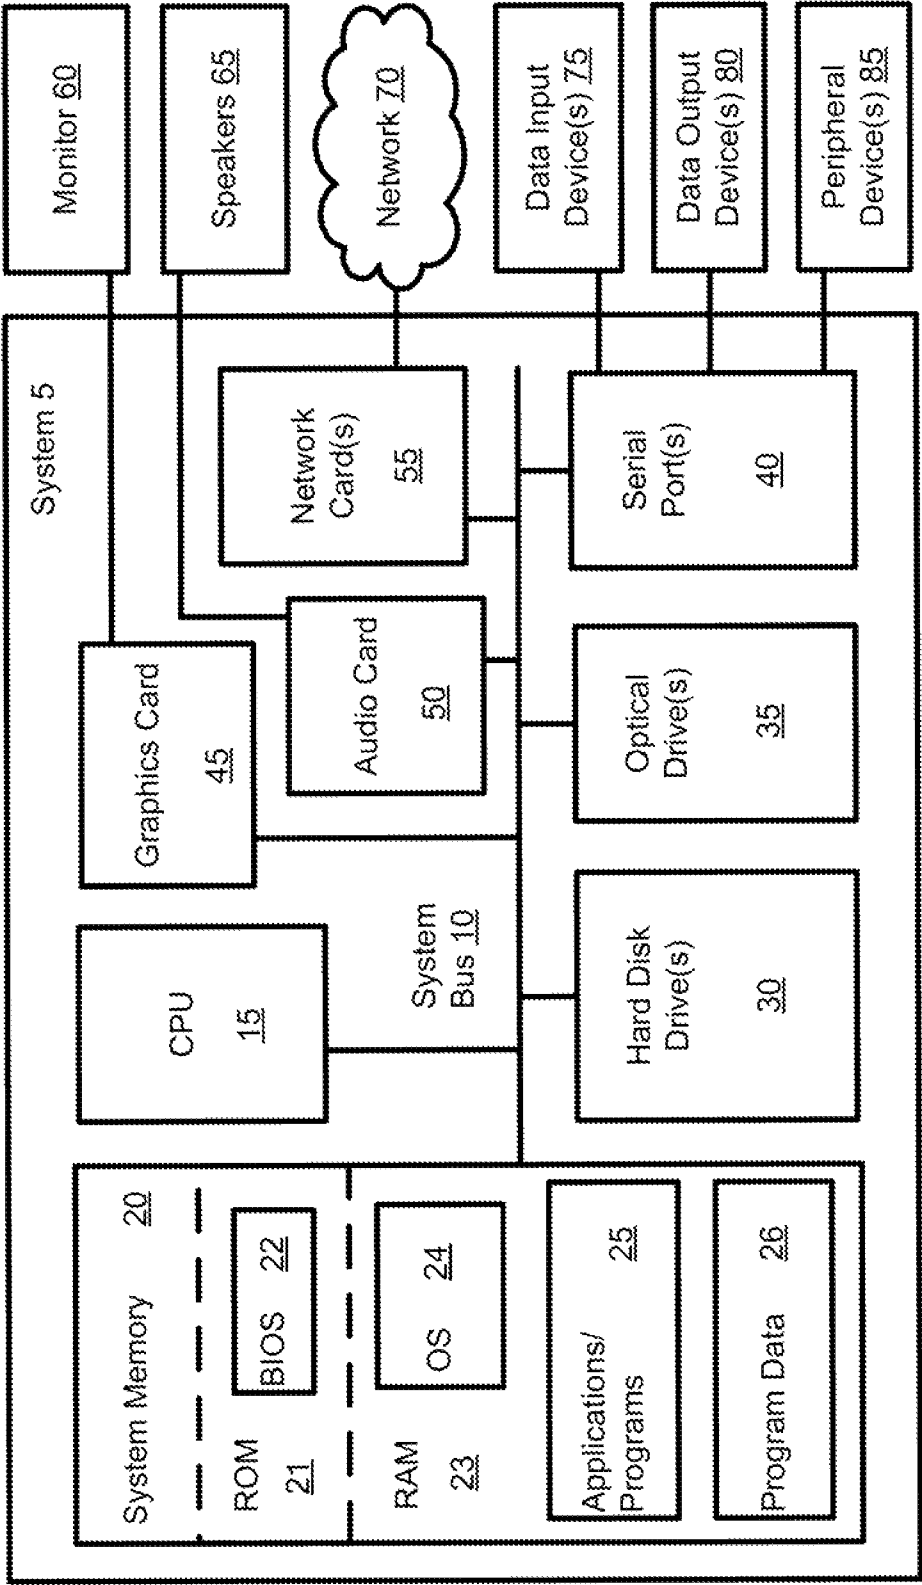 System 5
System Memory 20
ROM
21
BIOS 22
RAM
23
OS 24
Applications/
Programs 25
Program Data 26
CPU
15
System
Bus 10
Graphics Card
45
Audio Card
50
Network
Card(s)
55
Hard Disk
Drive(s)
30
Optical
Drive(s)
35
Serial
Port(s)
40
Monitor 60
Speakers 65
Network 70
Data Input
Device(s) 75
Data Output
Device(s) 80
Peripheral
Device(s) 85